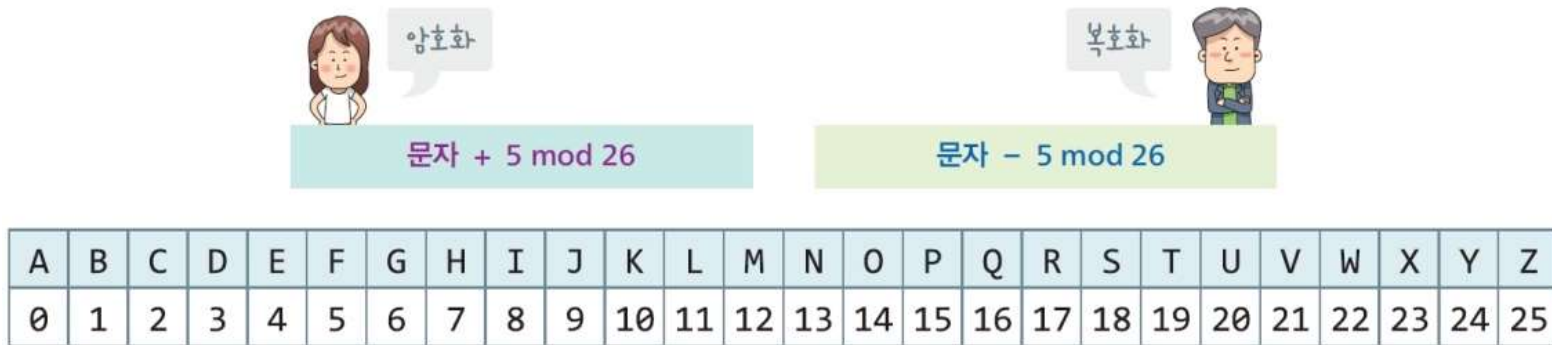 암호화
복호화
문자 + 5 mod 26
문자 - 5 mod 26
A B C D E F G H I J K L M N O P Q R S T U V W X Y Z
0 1 2 3 4 5 6 7 8 9 10 11 12 13 14 15 16 17 18 19 20 21 22 23 24 25